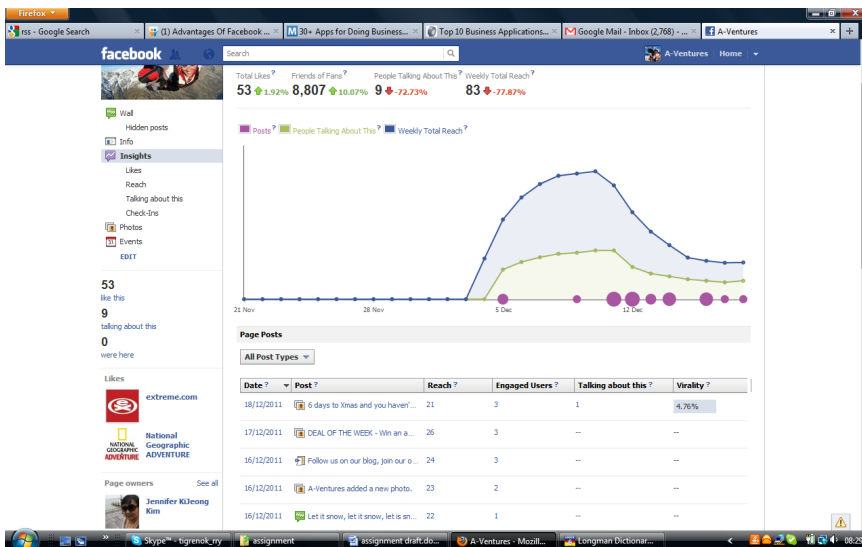 Firefox
rss - Google Search
(1) Advantages Of Facebook ...
30+ Apps for Doing Business...
Top 10 Business Applications...
Google Mail - Inbox (2,768) - ...
A-Ventures
facebook
Search
A-Ventures Home
Total Likes? Friends of Fans? People Talking About This? Weekly Total Reach?
53 1.92% 8,807 10.07% 9 -72.73% 83 -77.87%
Wall
Hidden posts
Info
Insights
Likes
Reach
Talking about this
Check-Ins
Photos
Events
EDIT
53
like this
9
talking about this
0
were here
Likes
extreme.com
NATIONAL
GEOGRAPHIC
ADVENTURE
National
Geographic
ADVENTURE
Page owners See all
Jennifer KiJeong
Kim
Posts? People Talking About This? Weekly Total Reach?
21 Nov 28 Nov 5 Dec 12 Dec
Page Posts
All Post Types
Date? Post? Reach? Engaged Users? Talking about this? Virality?
18/12/2011 6 days to Xmas and you haven'... 21 3 1 4.76%
17/12/2011 DEAL OF THE WEEK - Win an a... 26 3 -- --
16/12/2011 Follow us on our blog, join our o... 24 3 -- --
16/12/2011 A-Ventures added a new photo. 23 2 -- --
16/12/2011 Let it snow, let it snow, let is sn... 22 1 -- --
Skype™ - tigrenok_rry
assignment
assignment draft.do...
A-Ventures - Mozill...
Longman Dictionar...
08:29